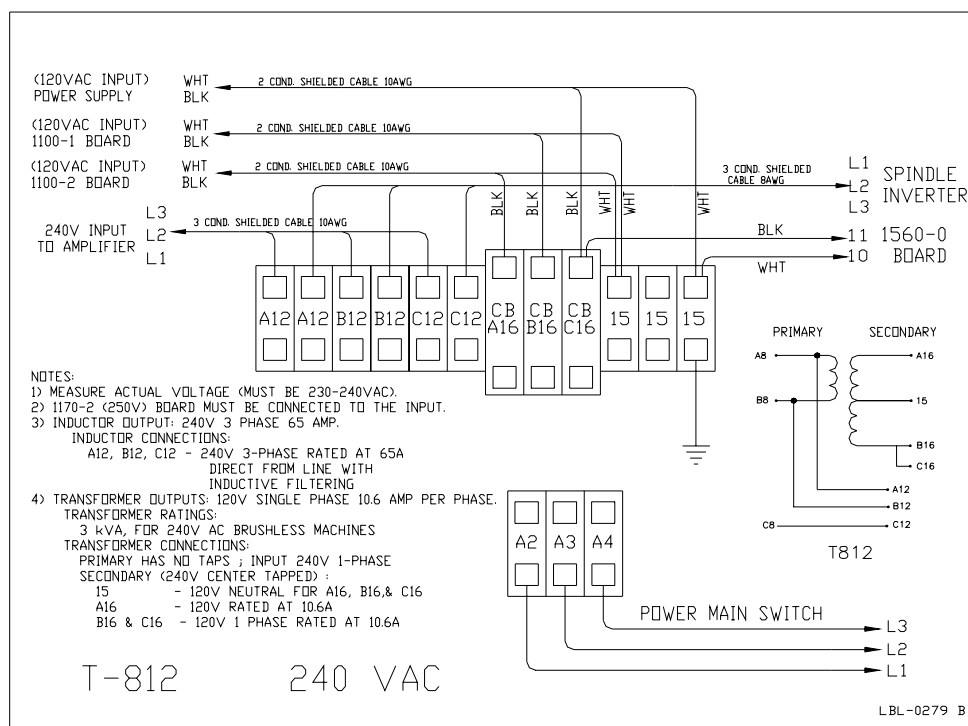 (120VAC INPUT) WHT 2 COND. SHIELDED CABLE 10AWG
POWER SUPPLY BLK
(120VAC INPUT) WHT 2 COND. SHIELDED CABLE 10AWG
1100-1 BOARD BLK
(120VAC INPUT) WHT 2 COND. SHIELDED CABLE 10AWG
1100-2 BOARD BLK
3 COND. SHIELDED
CABLE 8AWG
L1
L2
L3
SPINDLE
INVERTER
L3
L2
L1
240V INPUT
TO AMPLIFIER
3 COND. SHIELDED CABLE 10AWG
BLK BLK BLK WHT WHT WHT
BLK
11 1560-0
10 BOARD
WHT
A12 A12 B12 B12 C12 C12 CB A16 CB B16 CB C16 15 15 15
PRIMARY SECONDARY
A8 A16
B8 15
B16
C16
A12
B12
C8 C12
T812
NOTES:
1) MEASURE ACTUAL VOLTAGE (MUST BE 230-240VAC).
2) 1170-2 (250V) BOARD MUST BE CONNECTED TO THE INPUT.
3) INDUCTOR OUTPUT: 240V 3 PHASE 65 AMP.
INDUCTOR CONNECTIONS:
A12, B12, C12 - 240V 3-PHASE RATED AT 65A
DIRECT FROM LINE WITH
INDUCTIVE FILTERING
4) TRANSFORMER OUTPUTS: 120V SINGLE PHASE 10.6 AMP PER PHASE.
TRANSFORMER RATINGS:
3 kVA, FOR 240V AC BRUSHLESS MACHINES
TRANSFORMER CONNECTIONS:
PRIMARY HAS NO TAPS ; INPUT 240V 1-PHASE
SECONDARY (240V CENTER TAPPED) :
15 - 120V NEUTRAL FOR A16, B16,& C16
A16 - 120V RATED AT 10.6A
B16 & C16 - 120V 1 PHASE RATED AT 10.6A
A2 A3 A4
POWER MAIN SWITCH
L3
L2
L1
T-812 240 VAC
LBL-0279 B